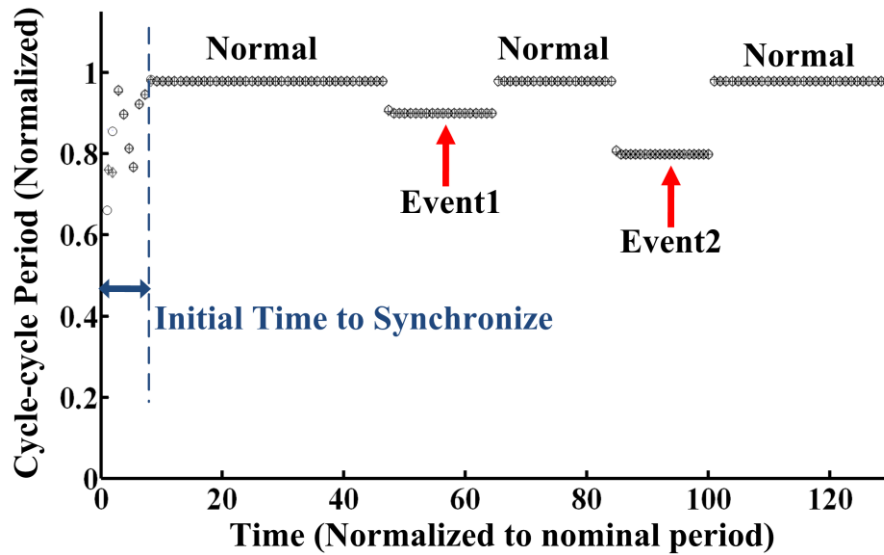 Normal Normal Normal
1
0.8
0.6
0.4
0.2
0
Cycle-cycle Period (Normalized)
Event1
Event2
Initial Time to Synchronize
0 20 40 60 80 100 120
Time (Normalized to nominal period)